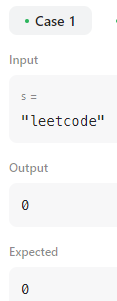 Case 1
Input
s =
"leetcode"
Output
0
Expected
0